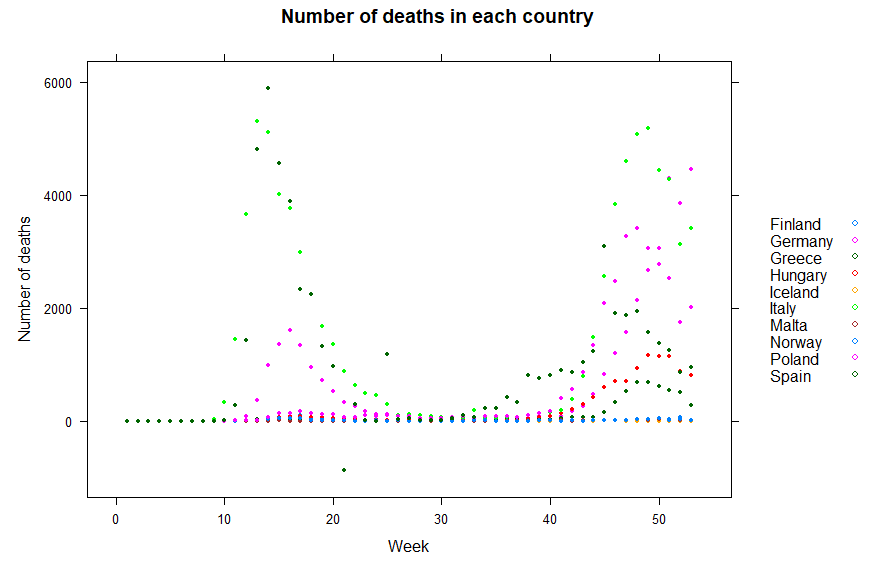 Number of deaths in each country
6000
4000
2000
0
Number of deaths
0
10
20
30
40
50
Week
Finland
Germany
Greece
Hungary
Iceland
Italy
Malta
Norway
Poland
Spain